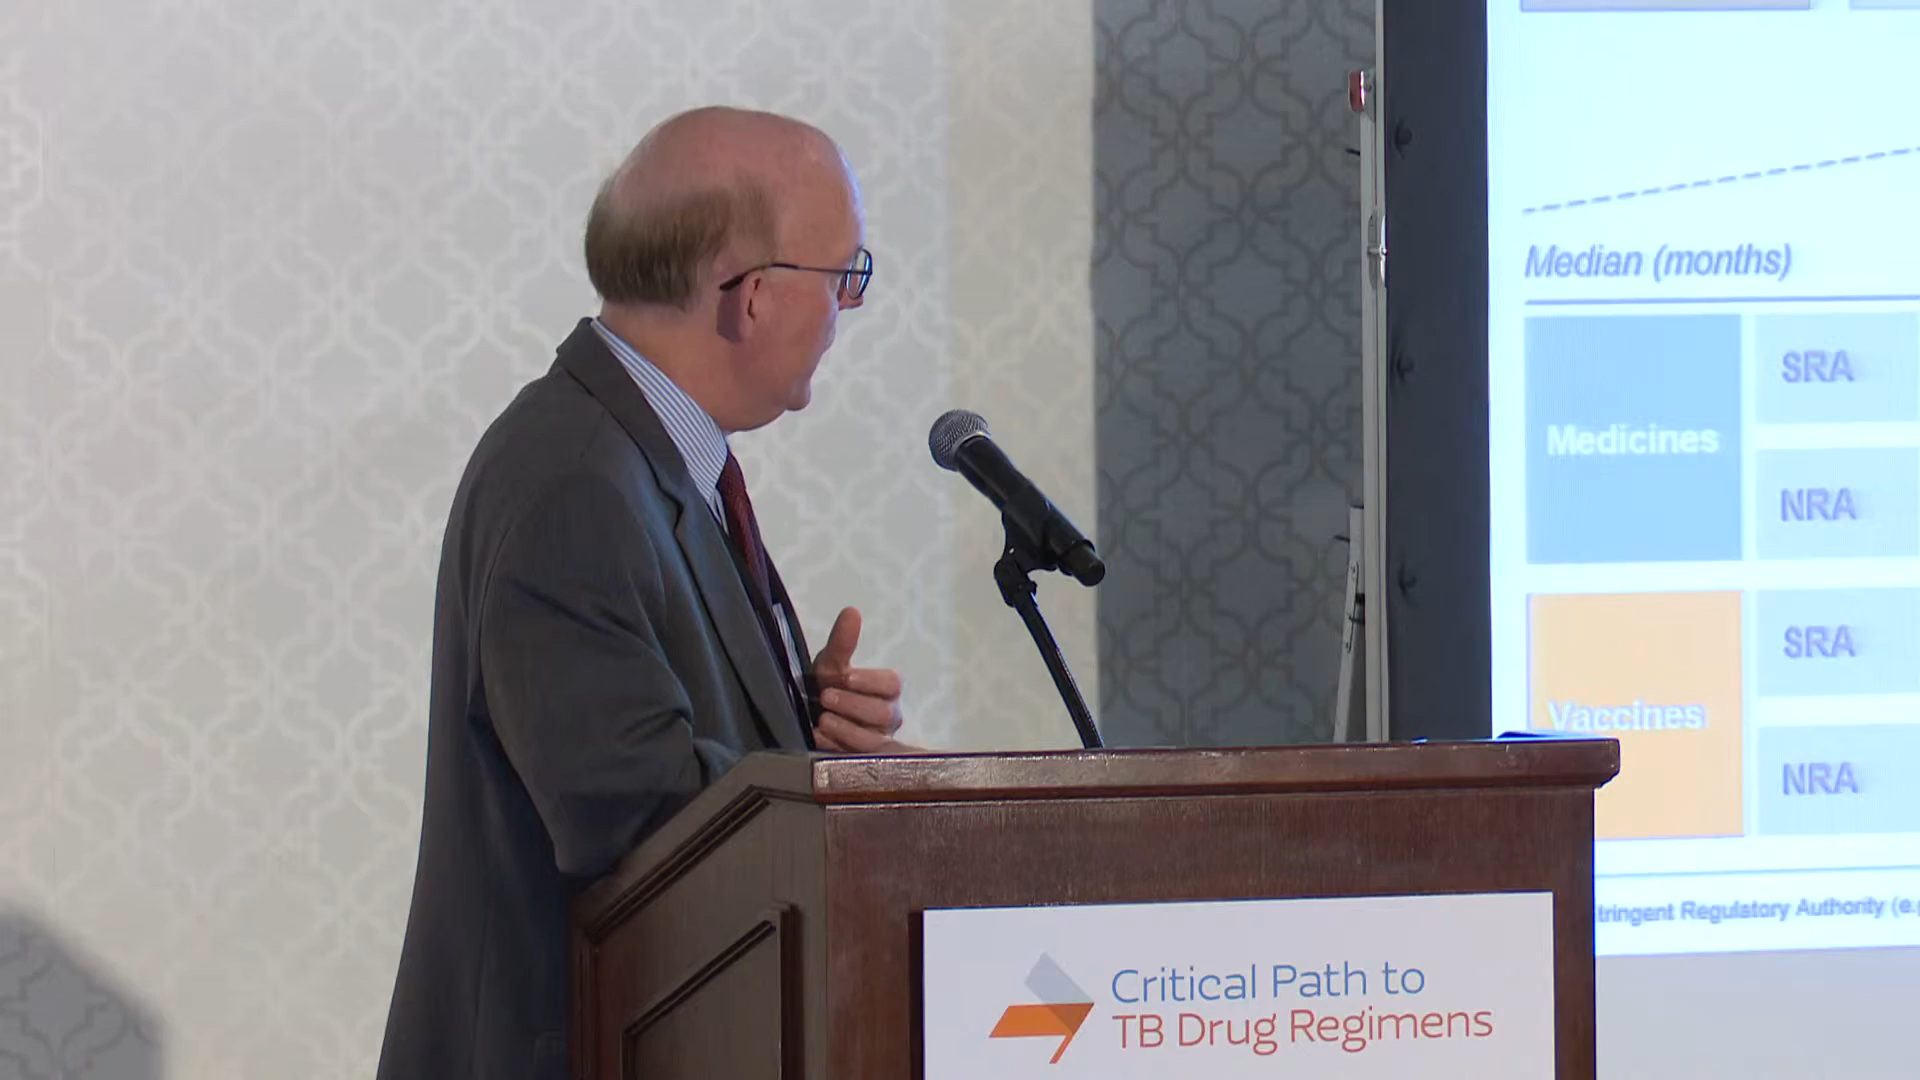 Median (months)
Medicines
SRA
NRA
Vaccines
SRA
NRA
tringent Regulatory Authority (e.g
Critical Path to
TB Drug Regimens